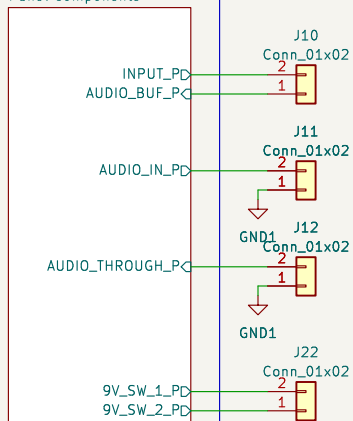 J10
Conn_01x02
INPUT_P
2
AUDIO_BUF_P
1
J11
Conn_01x02
AUDIO_IN_P
2
1
GND1
J12
Conn_01x02
AUDIO_THROUGH_P
2
1
GND1
J22
Conn_01x02
9V_SW_1_P
2
9V_SW_2_P
1